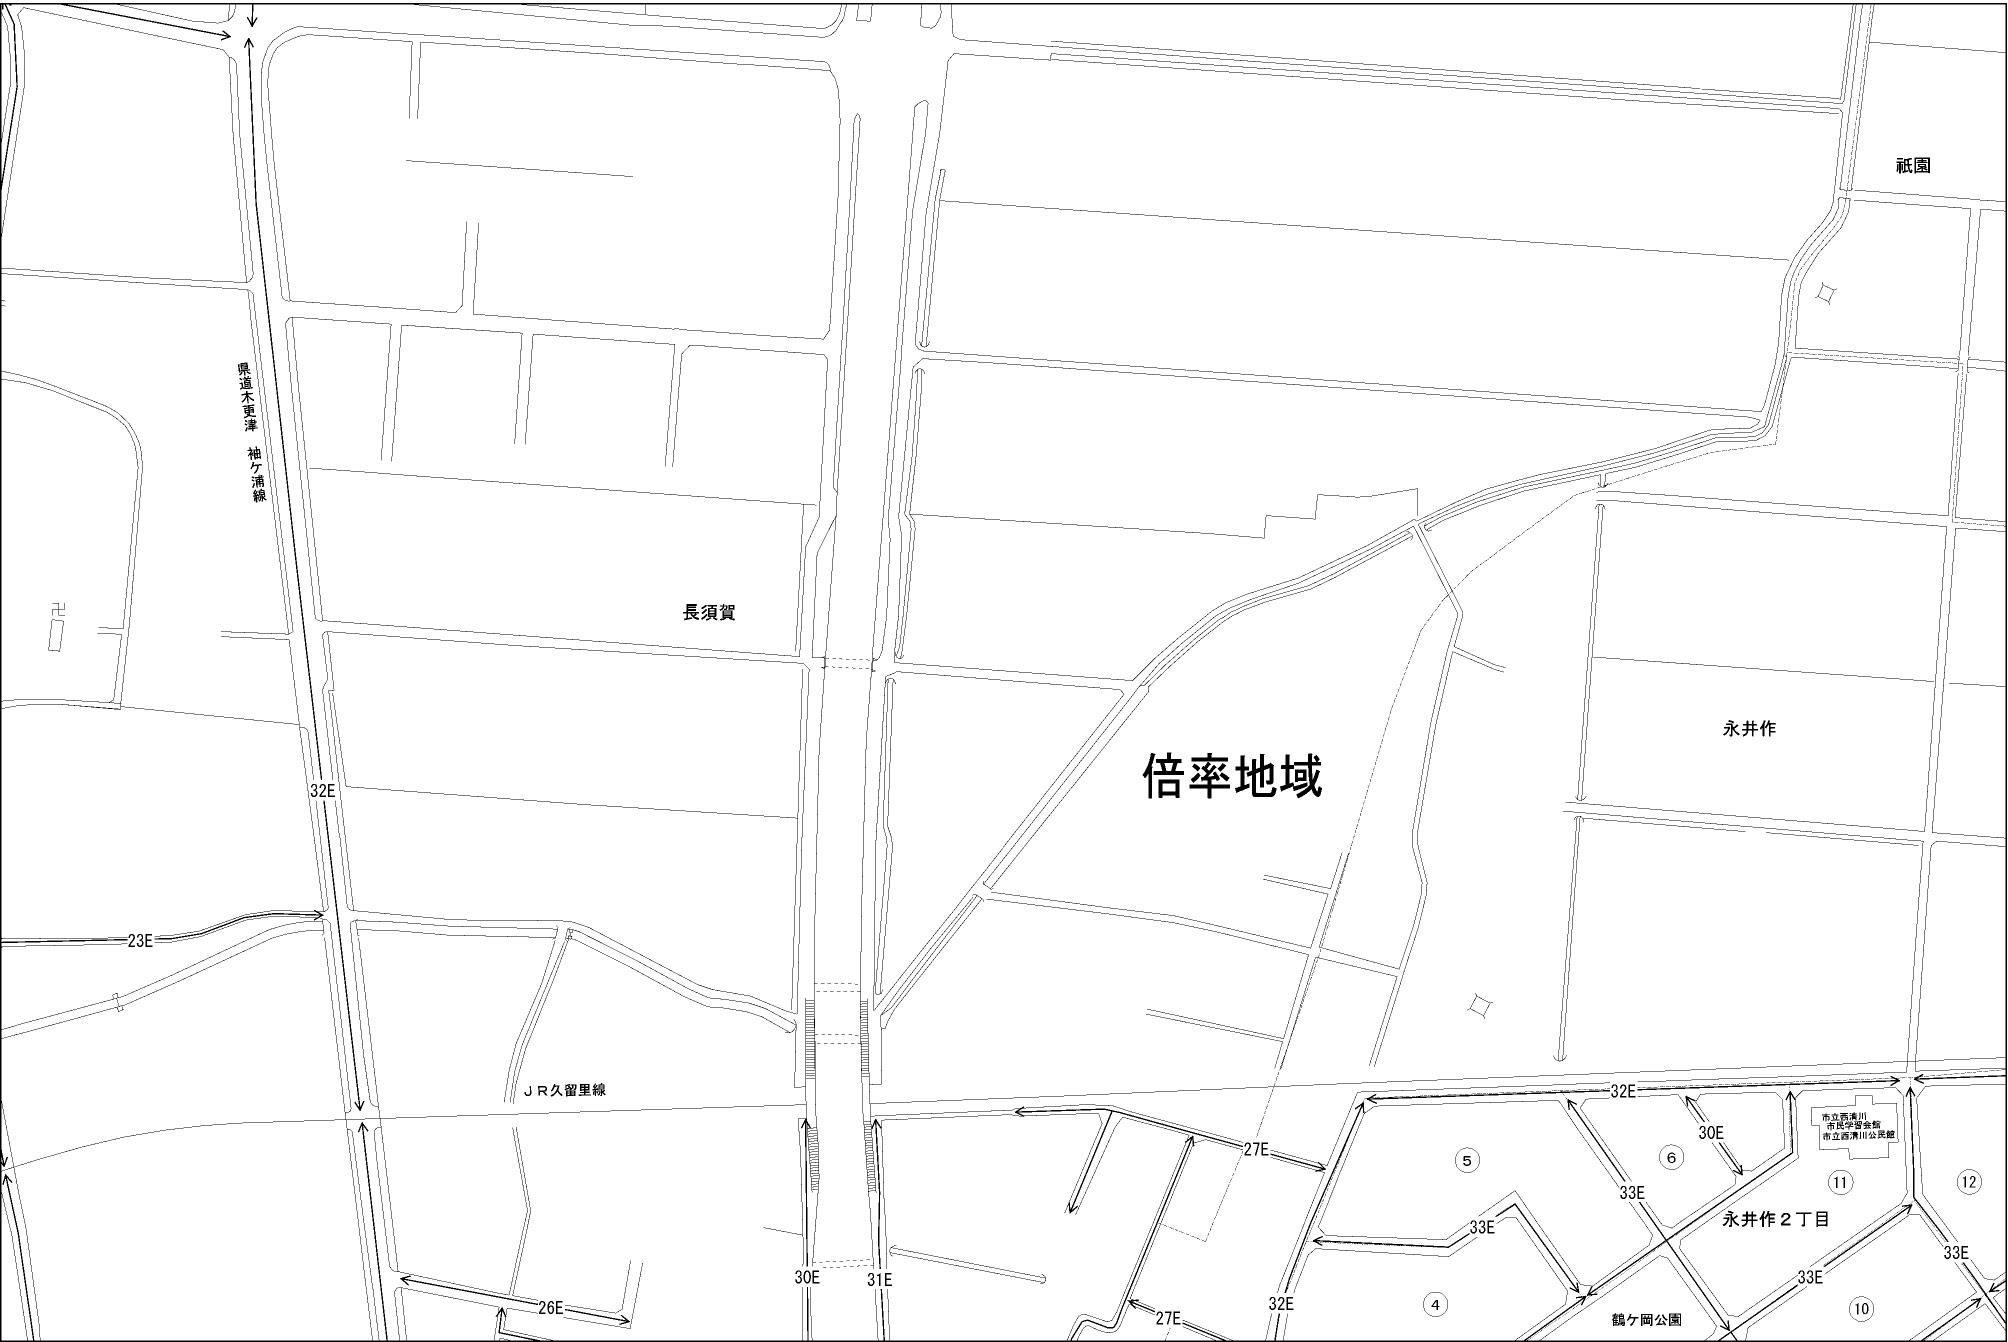 祇園
県道木更津　袖ケ浦線
卍
長須賀
永井作
倍率地域
32E
23E
ＪＲ久留里線
32E
市立西清川
市民学習会館
市立西清川公民館
30E
27E
⑤
⑥
⑪
⑫
33E
永井作２丁目
33E
33E
30E
31E
33E
26E
32E
④
⑩
27E
鶴ケ岡公園